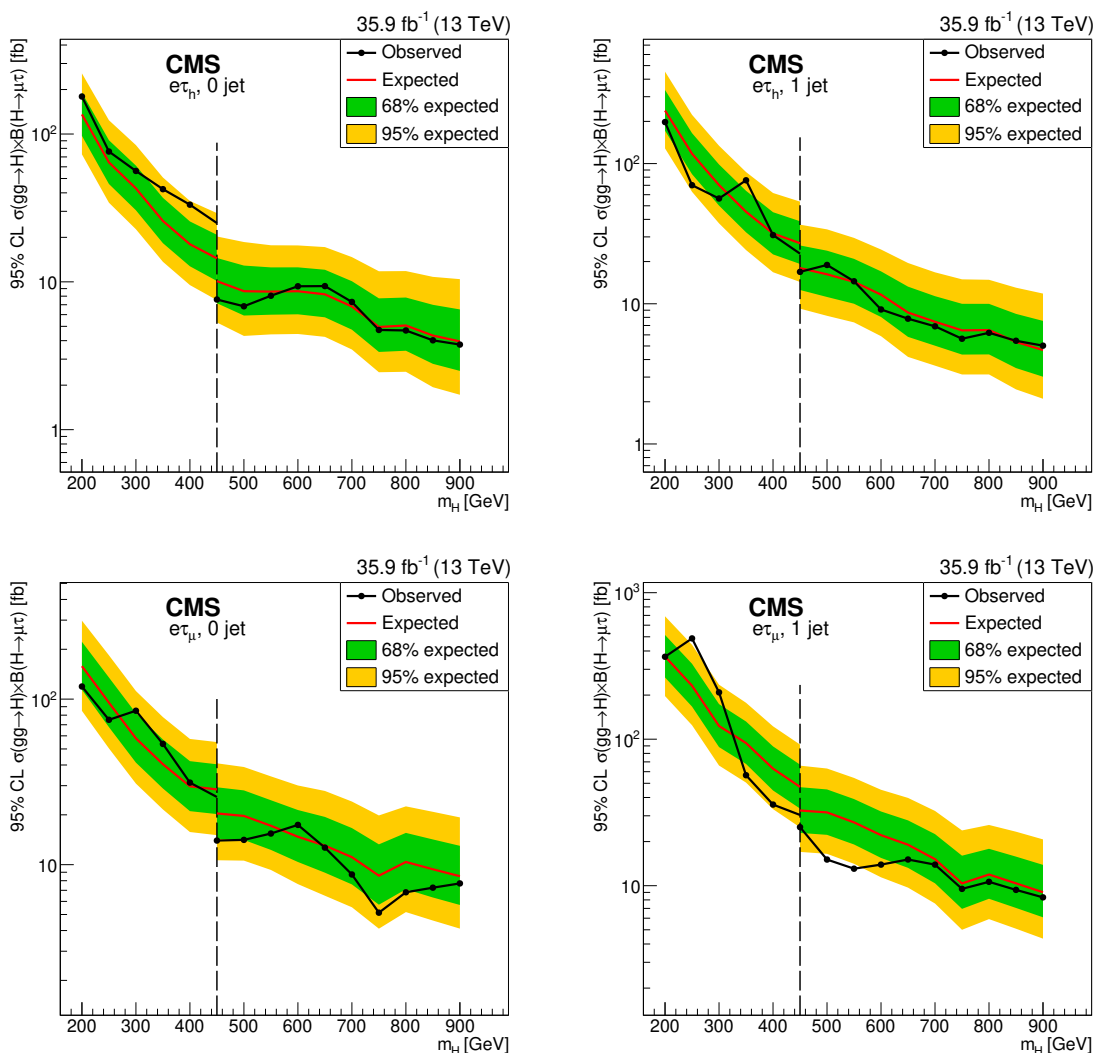 35.9 fb⁻¹ (13 TeV)
95% CL σ(gg→H)×B(H→μτ) [fb]
CMS
eτₕ, 0 jet
Observed
Expected
68% expected
95% expected
10²
10
1
200 300 400 500 600 700 800 900
m_H [GeV]
35.9 fb⁻¹ (13 TeV)
95% CL σ(gg→H)×B(H→μτ) [fb]
CMS
eτₕ, 1 jet
Observed
Expected
68% expected
95% expected
10²
10
1
200 300 400 500 600 700 800 900
m_H [GeV]
35.9 fb⁻¹ (13 TeV)
95% CL σ(gg→H)×B(H→μτ) [fb]
CMS
eτ_μ, 0 jet
Observed
Expected
68% expected
95% expected
10²
10
200 300 400 500 600 700 800 900
m_H [GeV]
35.9 fb⁻¹ (13 TeV)
95% CL σ(gg→H)×B(H→μτ) [fb]
CMS
eτ_μ, 1 jet
Observed
Expected
68% expected
95% expected
10³
10²
10
200 300 400 500 600 700 800 900
m_H [GeV]